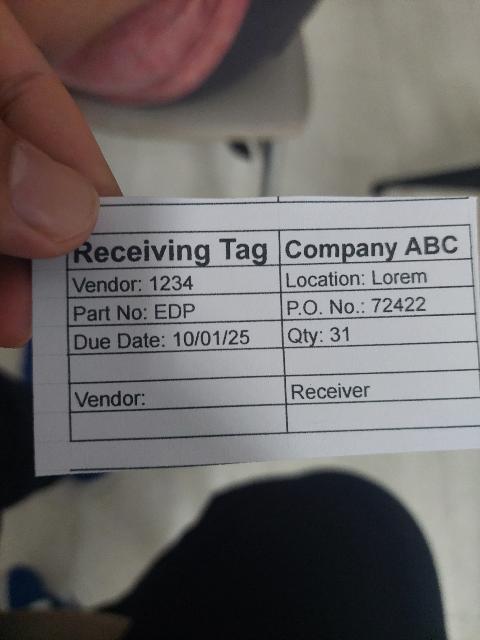 Receiving Tag Company ABC
Vendor: 1234 Location: Lorem
Part No: EDP P.O. No.: 72422
Due Date: 10/01/25 Qty: 31
Vendor: Receiver